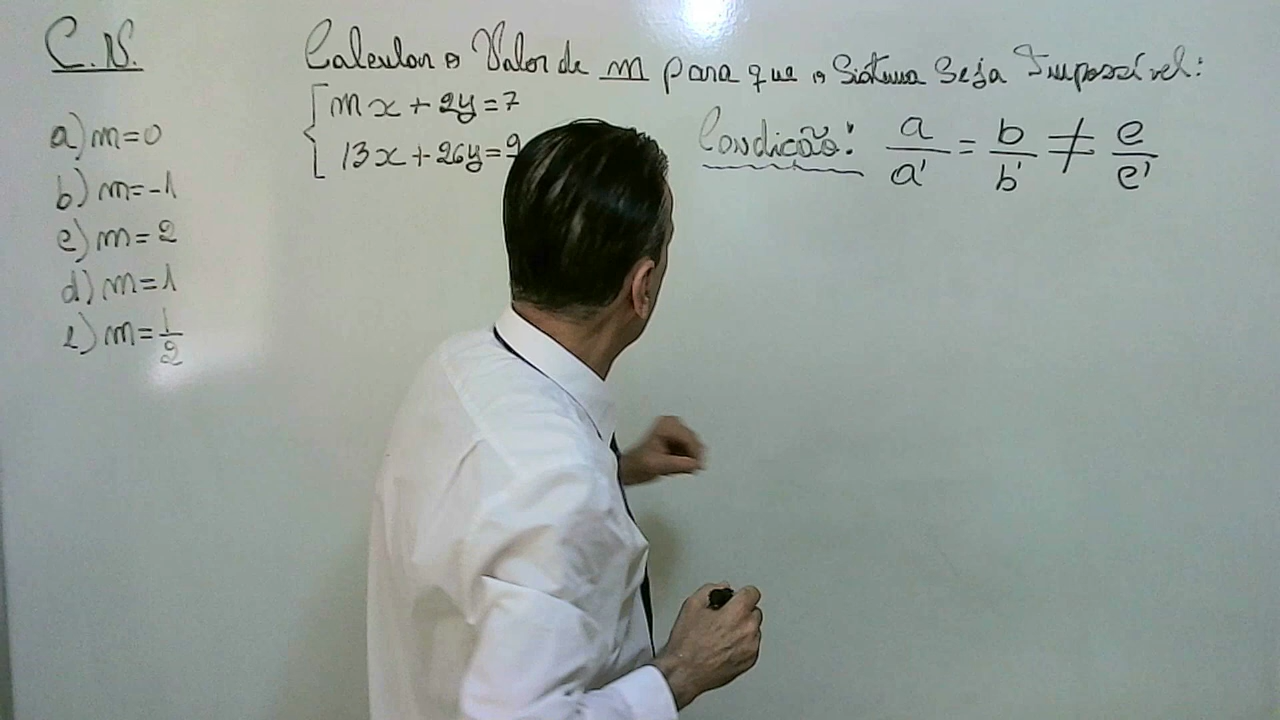 C.N.
Calcular o Valor de m para que o Sistema Seja Impossível:
mx + 2y = 7
13x + 26y = 9
Condição: a/a' = b/b' ≠ c/c'
a) m = 0
b) m = -1
c) m = 2
d) m = 1
e) m = 1/2